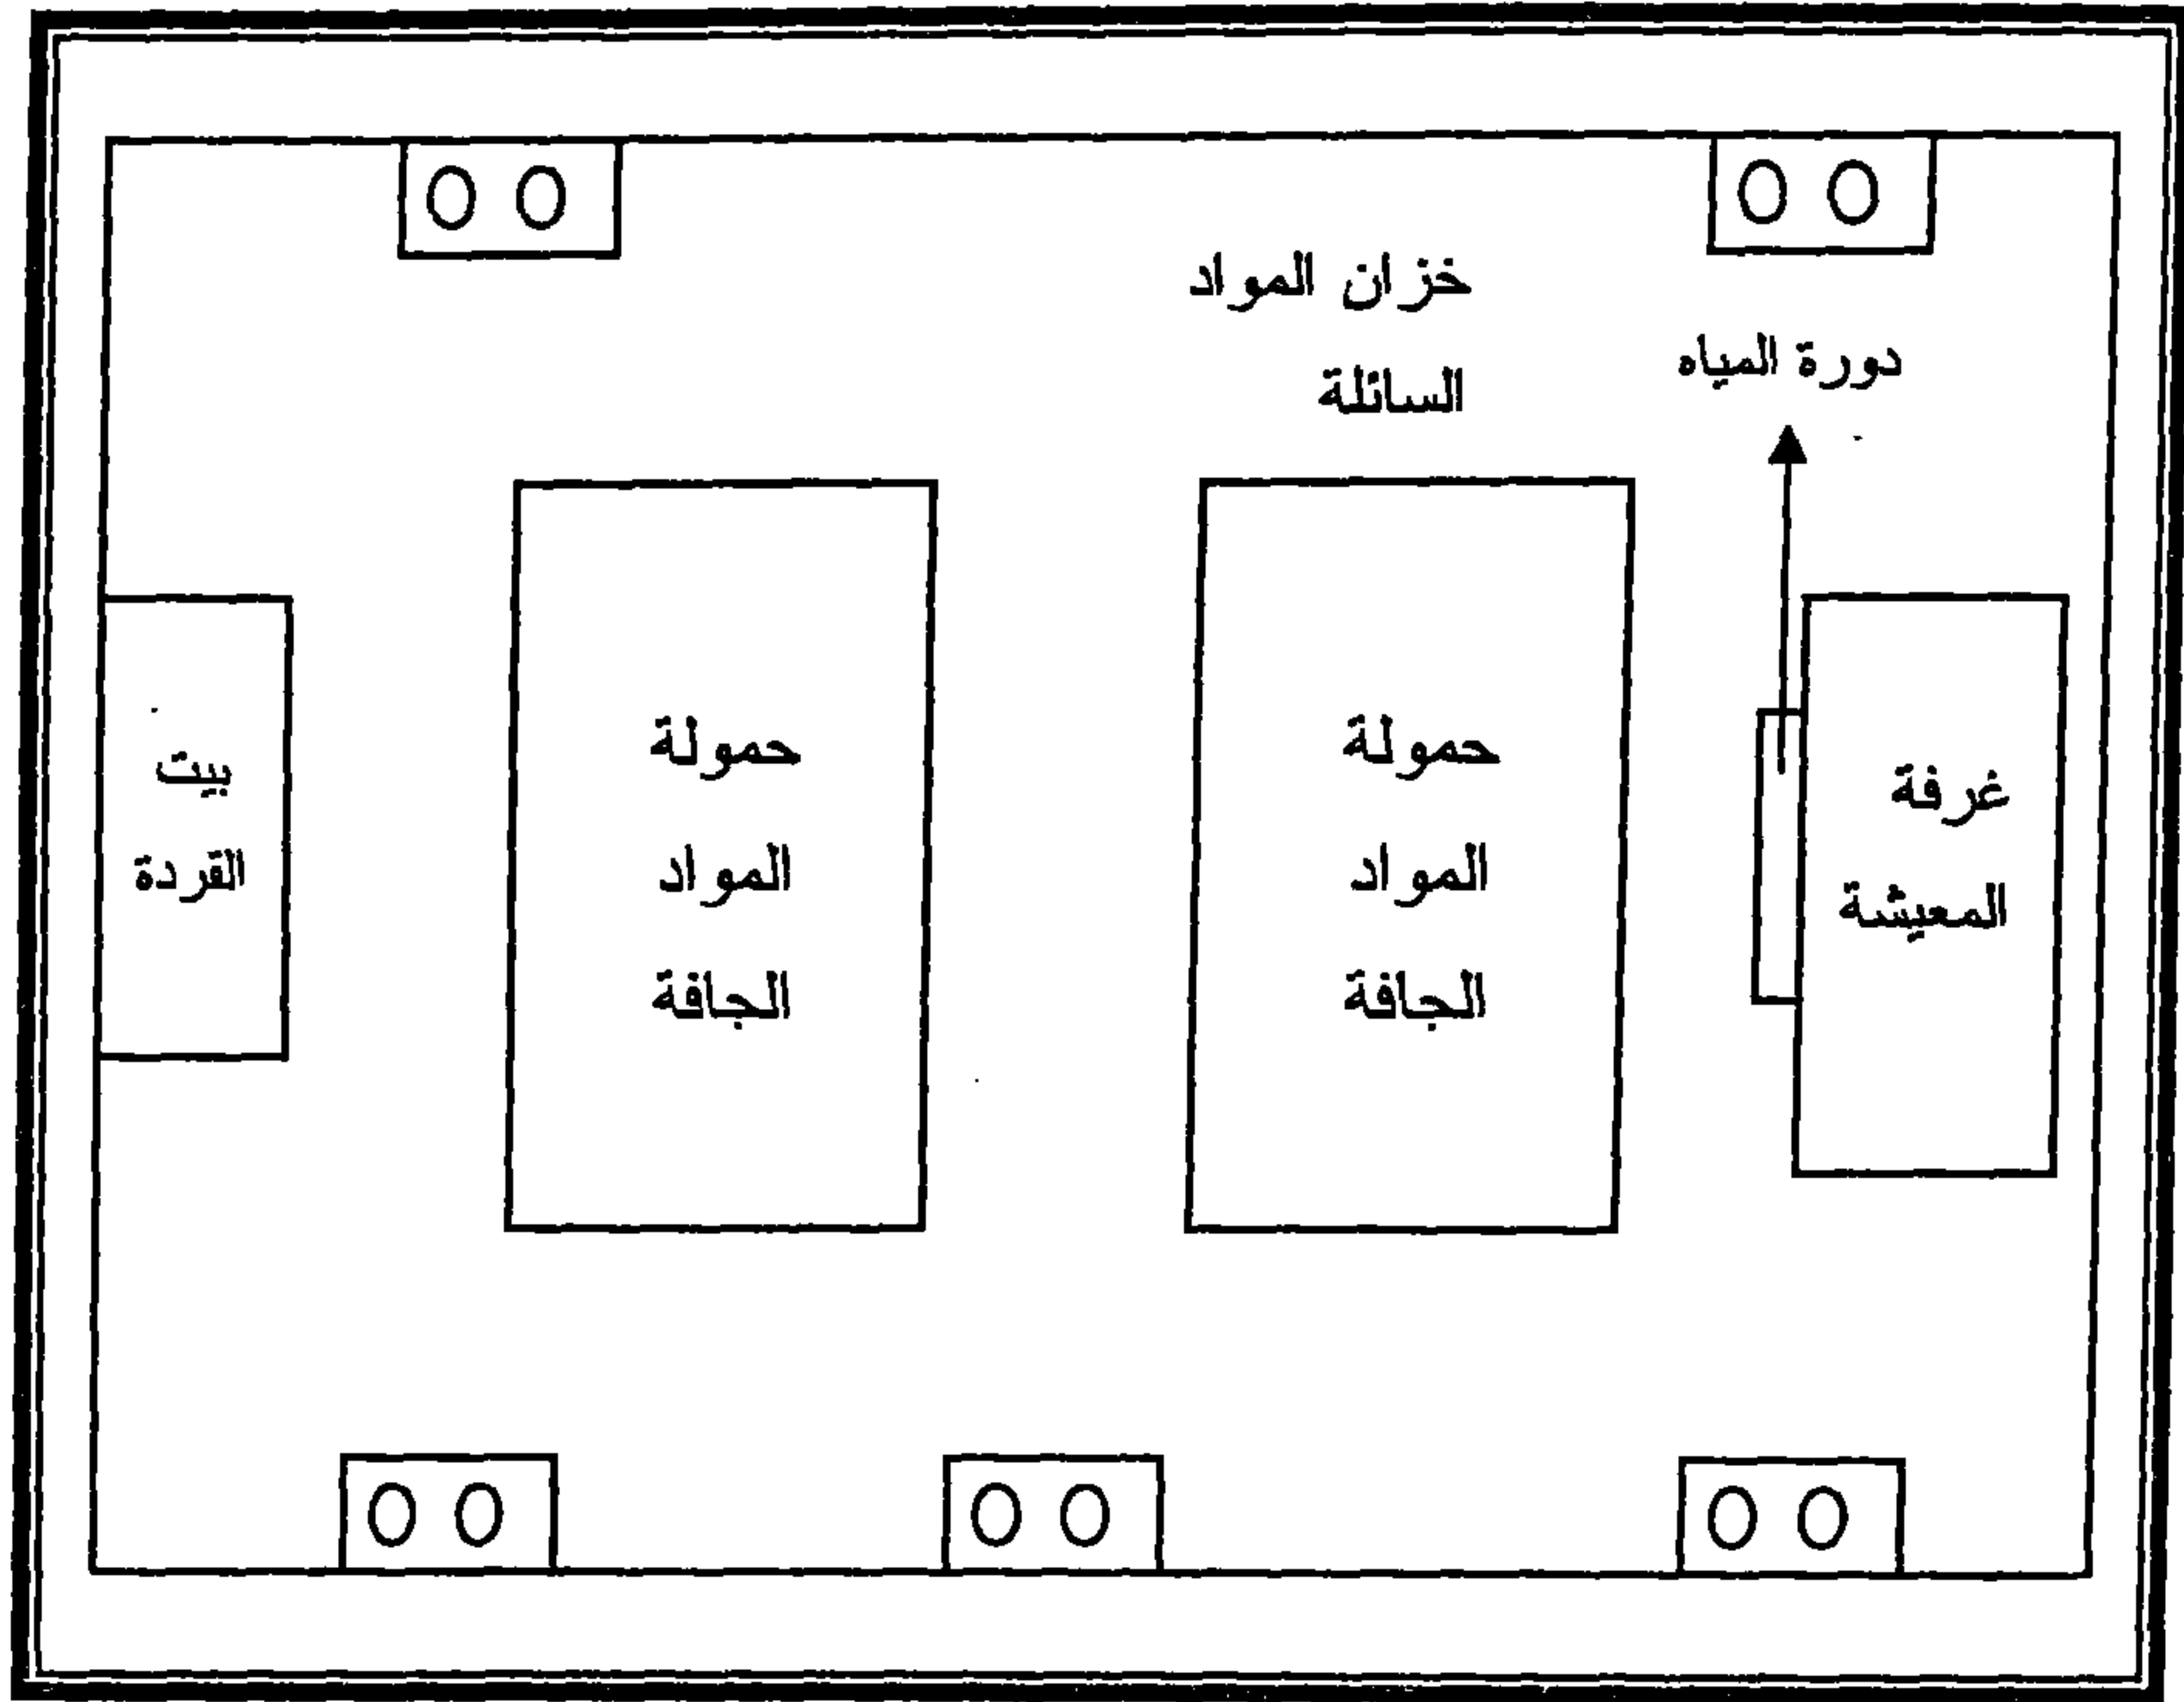 خزان المواد
السائلة
دورة المياه
غرفة
المعيشة
حمولة
المواد
الجافة
حمولة
المواد
الجافة
بيت
القردة